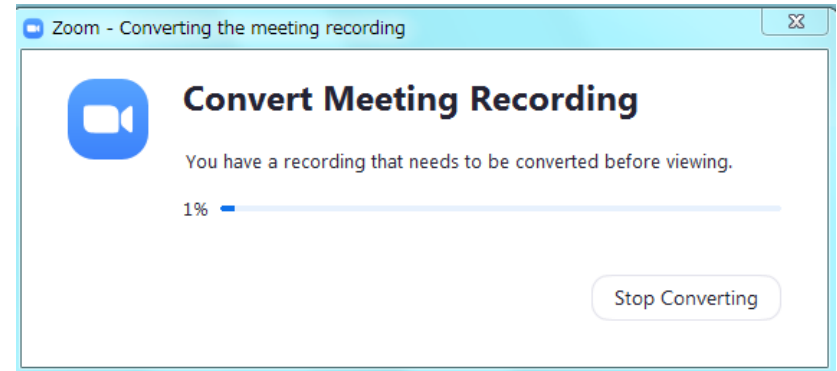 Zoom - Converting the meeting recording
Convert Meeting Recording
You have a recording that needs to be converted before viewing.
1%
Stop Converting